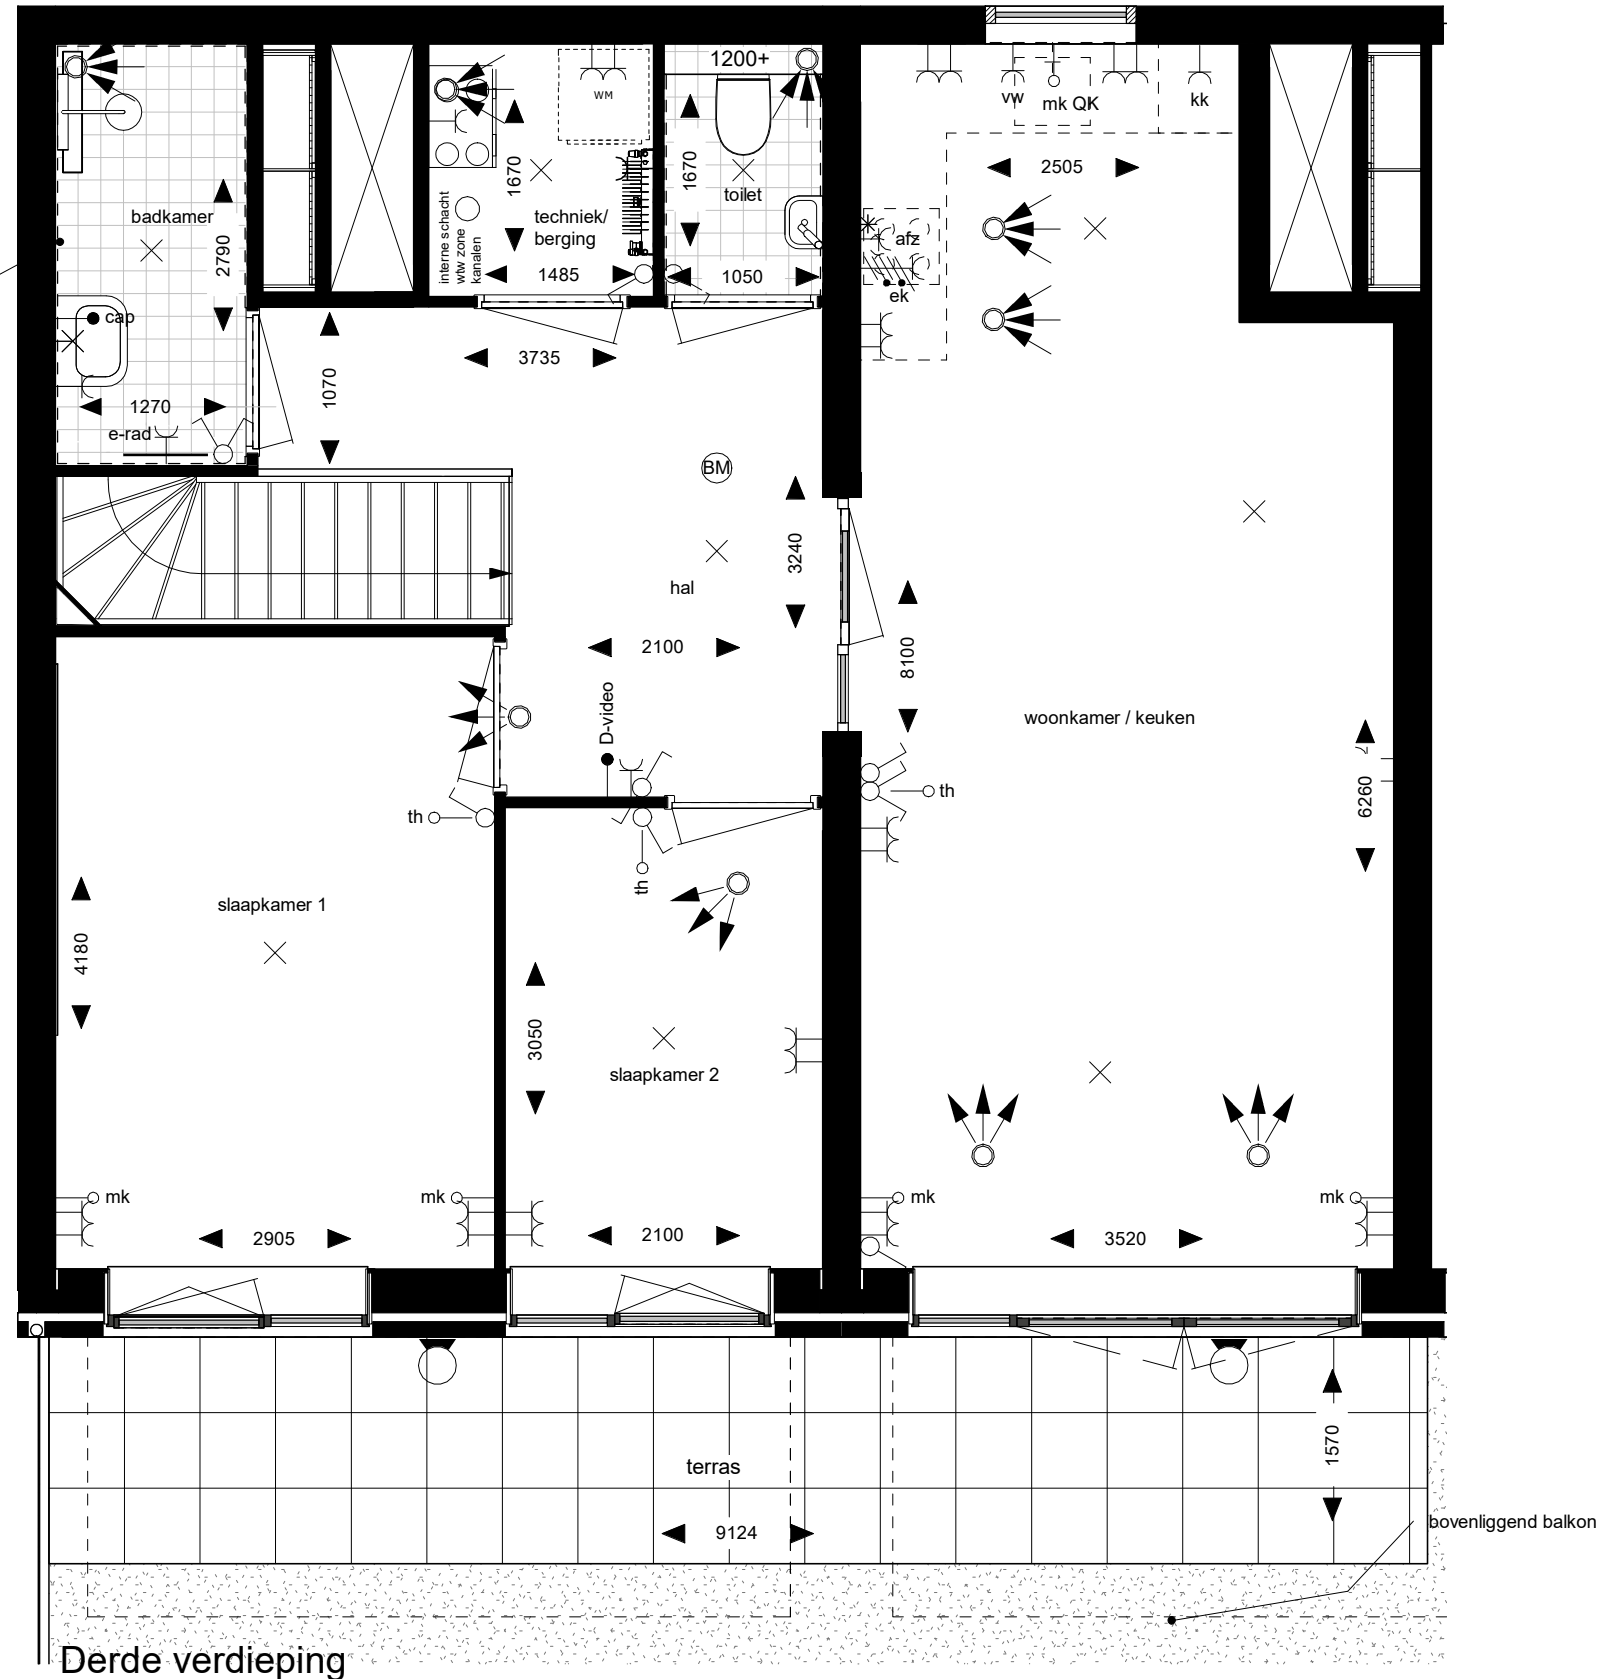 1200+
WM
vw
mk QK
kk
1670
1670
2505
badkamer
2790
interne schacht
wtw zone
kanalen
techniek/
berging
toilet
afz
1485
1050
ek
cap
3735
1070
1270
e-rad
BM
3240
hal
2100
8100
D-video
woonkamer / keuken
th
th
6260
th
slaapkamer 1
4180
3050
slaapkamer 2
mk
mk
mk
mk
2905
2100
3520
1570
terras
9124
bovenliggend balkon
Derde verdieping